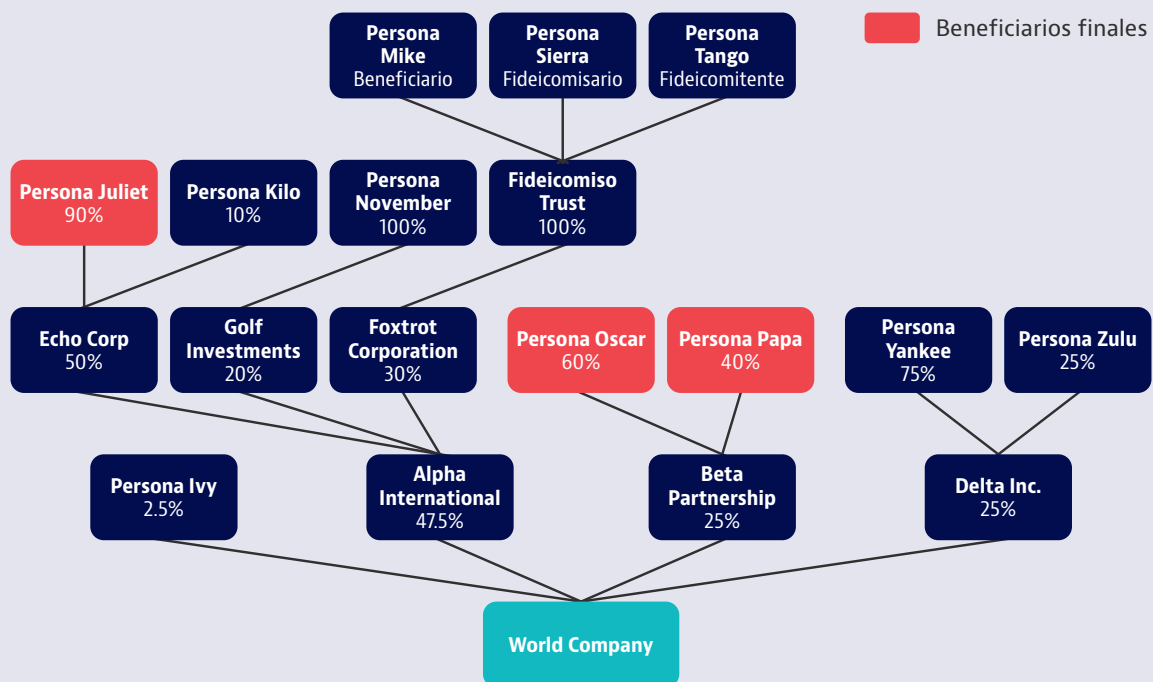 Persona
Mike
Beneficiario
Persona
Sierra
Fideicomisario
Persona
Tango
Fideicomitente
Beneficiarios finales
Persona Juliet
90%
Persona Kilo
10%
Persona
November
100%
Fideicomiso
Trust
100%
Echo Corp
50%
Golf
Investments
20%
Foxtrot
Corporation
30%
Persona Oscar
60%
Persona Papa
40%
Persona
Yankee
75%
Persona Zulu
25%
Persona Ivy
2.5%
Alpha
International
47.5%
Beta
Partnership
25%
Delta Inc.
25%
World Company